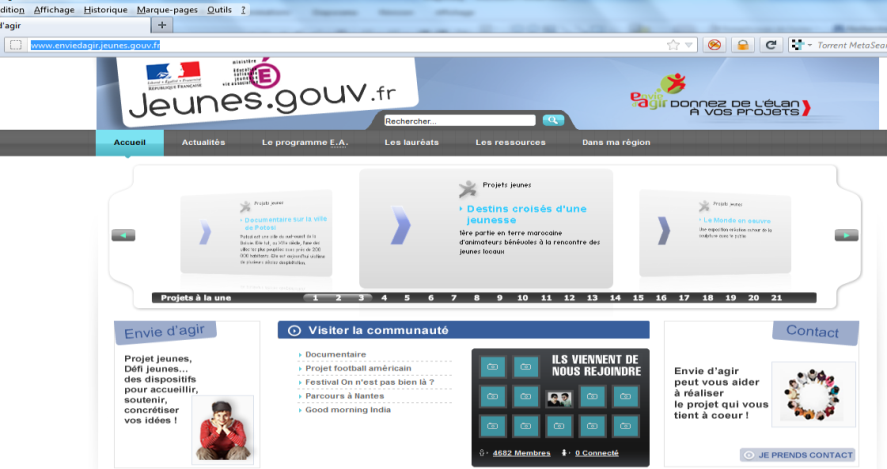 dition Affichage Historique Marque-pages Outils ?
d'agir
www.enviedagir.jeunes.gouv.fr
Torrent MetaSear
ministère
RÉPUBLIQUE FRANÇAISE
Jeunes.gouv.fr
Rechercher...
Envie d'agir
DONNEZ DE L'ÉLAN
A VOS PROJETS
Accueil Actualités Le programme E.A. Les lauréats Les ressources Dans ma région
Projets jeunes
Documentaire sur la ville
ou Potosi
Projets jeunes
Destins croisés d'une
jeunesse
1ère partie en terre marocaine
d'animateurs bénévoles à la rencontre des
jeunes locaux
Projets jeunes
Le Monde en oeuvre
Projets à la une 1 2 3 4 5 6 7 8 9 10 11 12 13 14 15 16 17 18 19 20 21
Envie d'agir
Projet jeunes,
Défi jeunes...
des dispositifs
pour accueillir,
soutenir,
concrétiser
vos idées !
Visiter la communauté
Documentaire
Projet football américain
Festival On n'est pas bien là ?
Parcours à Nantes
Good morning India
ILS VIENNENT DE
NOUS REJOINDRE
4682 Membres 0 Connecté
Contact
Envie d'agir
peut vous aider
à réaliser
le projet qui vous
tient à coeur !
JE PRENDS CONTACT